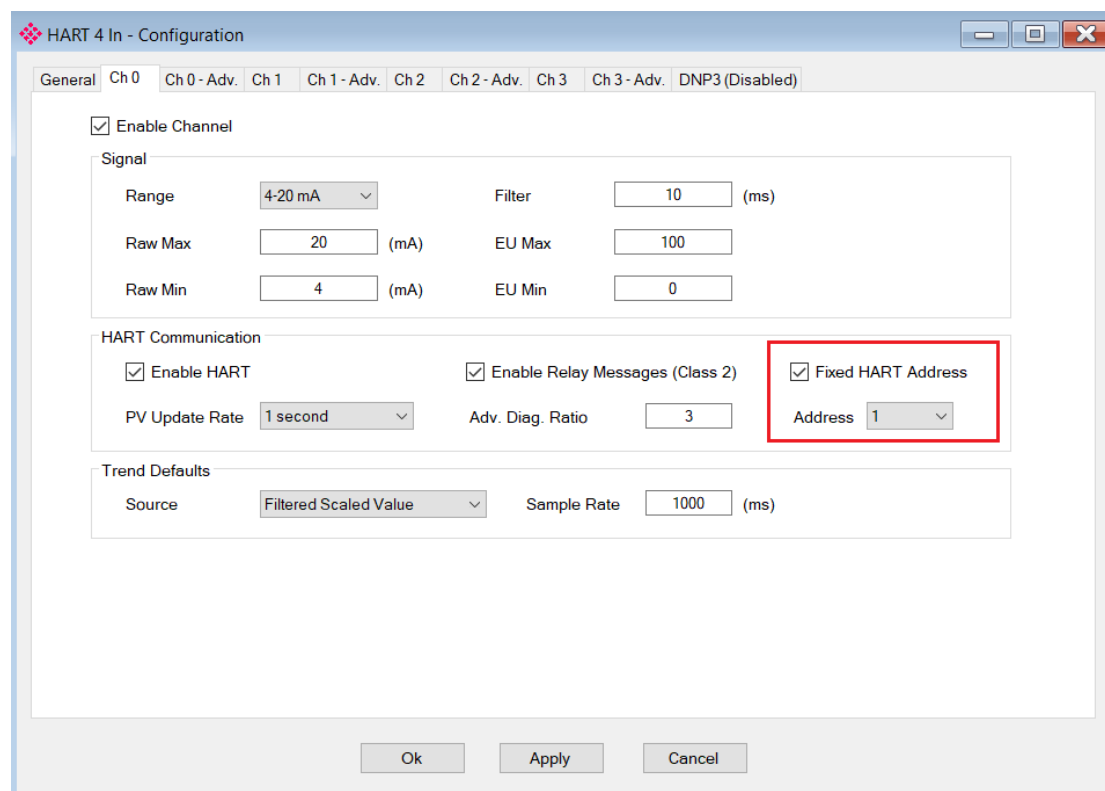 HART 4 In - Configuration
General Ch 0 Ch 0 - Adv. Ch 1 Ch 1 - Adv. Ch 2 Ch 2 - Adv. Ch 3 Ch 3 - Adv. DNP3 (Disabled)
Enable Channel
Signal
Range 4-20 mA Filter 10 (ms)
Raw Max 20 (mA) EU Max 100
Raw Min 4 (mA) EU Min 0
HART Communication
Enable HART Enable Relay Messages (Class 2) Fixed HART Address
PV Update Rate 1 second Adv. Diag. Ratio 3 Address 1
Trend Defaults
Source Filtered Scaled Value Sample Rate 1000 (ms)
Ok Apply Cancel